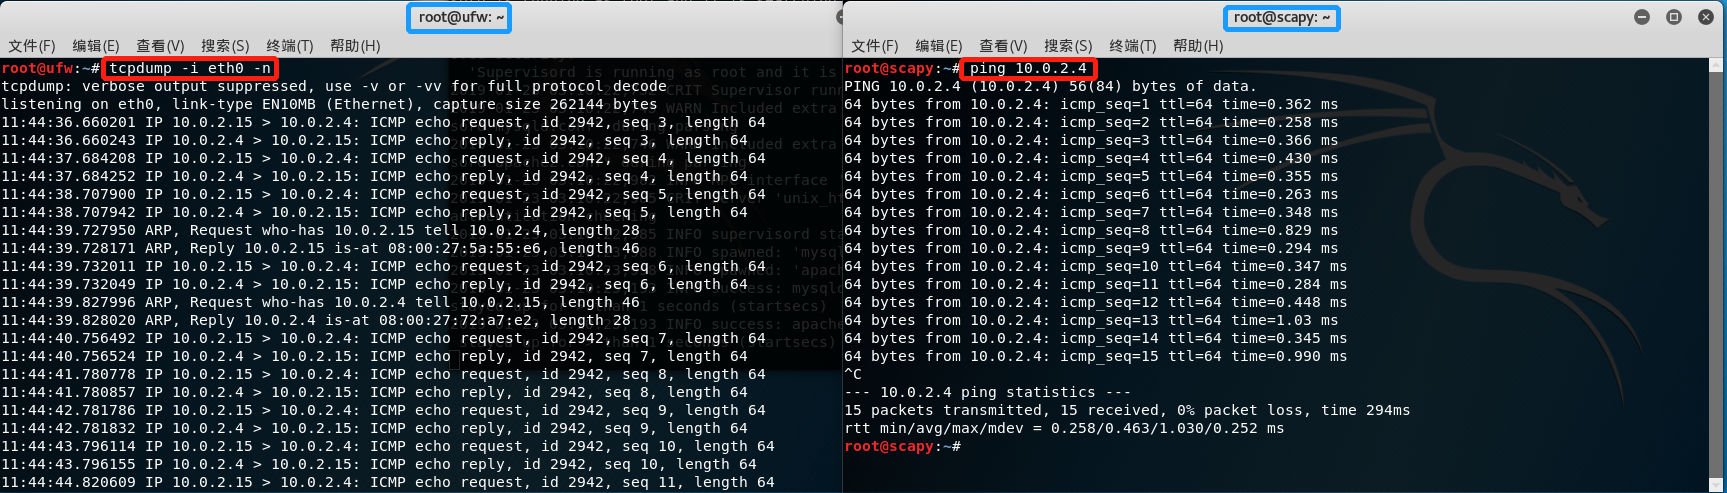 root@ufw: ~
文件(F) 编辑(E) 查看(V) 搜索(S) 终端(T) 帮助(H)
root@ufw:~# tcpdump -i eth0 -n
tcpdump: verbose output suppressed, use -v or -vv for full protocol decode
listening on eth0, link-type EN10MB (Ethernet), capture size 262144 bytes
11:44:36.660201 IP 10.0.2.15 > 10.0.2.4: ICMP echo request, id 2942, seq 3, length 64
11:44:36.660243 IP 10.0.2.4 > 10.0.2.15: ICMP echo reply, id 2942, seq 3, length 64
11:44:37.684208 IP 10.0.2.15 > 10.0.2.4: ICMP echo request, id 2942, seq 4, length 64
11:44:37.684252 IP 10.0.2.4 > 10.0.2.15: ICMP echo reply, id 2942, seq 4, length 64
11:44:38.707900 IP 10.0.2.15 > 10.0.2.4: ICMP echo request, id 2942, seq 5, length 64
11:44:38.707942 IP 10.0.2.4 > 10.0.2.15: ICMP echo reply, id 2942, seq 5, length 64
11:44:39.727950 ARP, Request who-has 10.0.2.15 tell 10.0.2.4, length 28
11:44:39.728171 ARP, Reply 10.0.2.15 is-at 08:00:27:5a:55:e6, length 46
11:44:39.732011 IP 10.0.2.15 > 10.0.2.4: ICMP echo request, id 2942, seq 6, length 64
11:44:39.732049 IP 10.0.2.4 > 10.0.2.15: ICMP echo reply, id 2942, seq 6, length 64
11:44:39.827996 ARP, Request who-has 10.0.2.4 tell 10.0.2.15, length 46
11:44:39.828020 ARP, Reply 10.0.2.4 is-at 08:00:27:72:a7:e2, length 28
11:44:40.756492 IP 10.0.2.15 > 10.0.2.4: ICMP echo request, id 2942, seq 7, length 64
11:44:40.756524 IP 10.0.2.4 > 10.0.2.15: ICMP echo reply, id 2942, seq 7, length 64
11:44:41.780778 IP 10.0.2.15 > 10.0.2.4: ICMP echo request, id 2942, seq 8, length 64
11:44:41.780857 IP 10.0.2.4 > 10.0.2.15: ICMP echo reply, id 2942, seq 8, length 64
11:44:42.781786 IP 10.0.2.15 > 10.0.2.4: ICMP echo request, id 2942, seq 9, length 64
11:44:42.781832 IP 10.0.2.4 > 10.0.2.15: ICMP echo reply, id 2942, seq 9, length 64
11:44:43.796114 IP 10.0.2.15 > 10.0.2.4: ICMP echo request, id 2942, seq 10, length 64
11:44:43.796155 IP 10.0.2.4 > 10.0.2.15: ICMP echo reply, id 2942, seq 10, length 64
11:44:44.820609 IP 10.0.2.15 > 10.0.2.4: ICMP echo request, id 2942, seq 11, length 64
root@scapy: ~
文件(F) 编辑(E) 查看(V) 搜索(S) 终端(T) 帮助(H)
root@scapy:~# ping 10.0.2.4
PING 10.0.2.4 (10.0.2.4) 56(84) bytes of data.
64 bytes from 10.0.2.4: icmp_seq=1 ttl=64 time=0.362 ms
64 bytes from 10.0.2.4: icmp_seq=2 ttl=64 time=0.258 ms
64 bytes from 10.0.2.4: icmp_seq=3 ttl=64 time=0.366 ms
64 bytes from 10.0.2.4: icmp_seq=4 ttl=64 time=0.430 ms
64 bytes from 10.0.2.4: icmp_seq=5 ttl=64 time=0.355 ms
64 bytes from 10.0.2.4: icmp_seq=6 ttl=64 time=0.263 ms
64 bytes from 10.0.2.4: icmp_seq=7 ttl=64 time=0.348 ms
64 bytes from 10.0.2.4: icmp_seq=8 ttl=64 time=0.829 ms
64 bytes from 10.0.2.4: icmp_seq=9 ttl=64 time=0.294 ms
64 bytes from 10.0.2.4: icmp_seq=10 ttl=64 time=0.347 ms
64 bytes from 10.0.2.4: icmp_seq=11 ttl=64 time=0.284 ms
64 bytes from 10.0.2.4: icmp_seq=12 ttl=64 time=0.448 ms
64 bytes from 10.0.2.4: icmp_seq=13 ttl=64 time=1.03 ms
64 bytes from 10.0.2.4: icmp_seq=14 ttl=64 time=0.345 ms
64 bytes from 10.0.2.4: icmp_seq=15 ttl=64 time=0.990 ms
^C
--- 10.0.2.4 ping statistics ---
15 packets transmitted, 15 received, 0% packet loss, time 294ms
rtt min/avg/max/mdev = 0.258/0.463/1.030/0.252 ms
root@scapy:~#